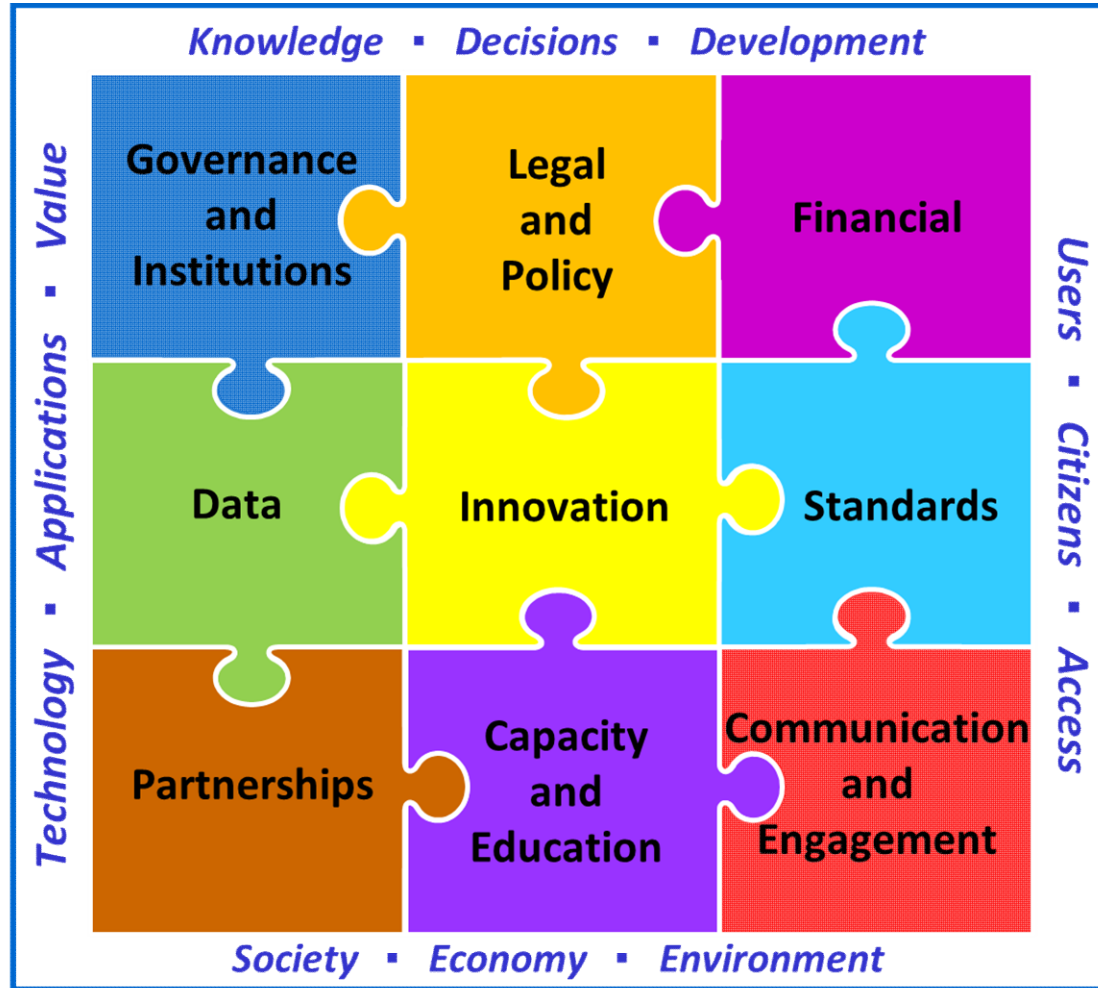 Knowledge ▪ Decisions ▪ Development
Technology ▪ Applications ▪ Value
Governance
and
Institutions
Legal
and
Policy
Financial
Data
Innovation
Standards
Partnerships
Capacity
and
Education
Communication
and
Engagement
Users ▪ Citizens ▪ Access
Society ▪ Economy ▪ Environment